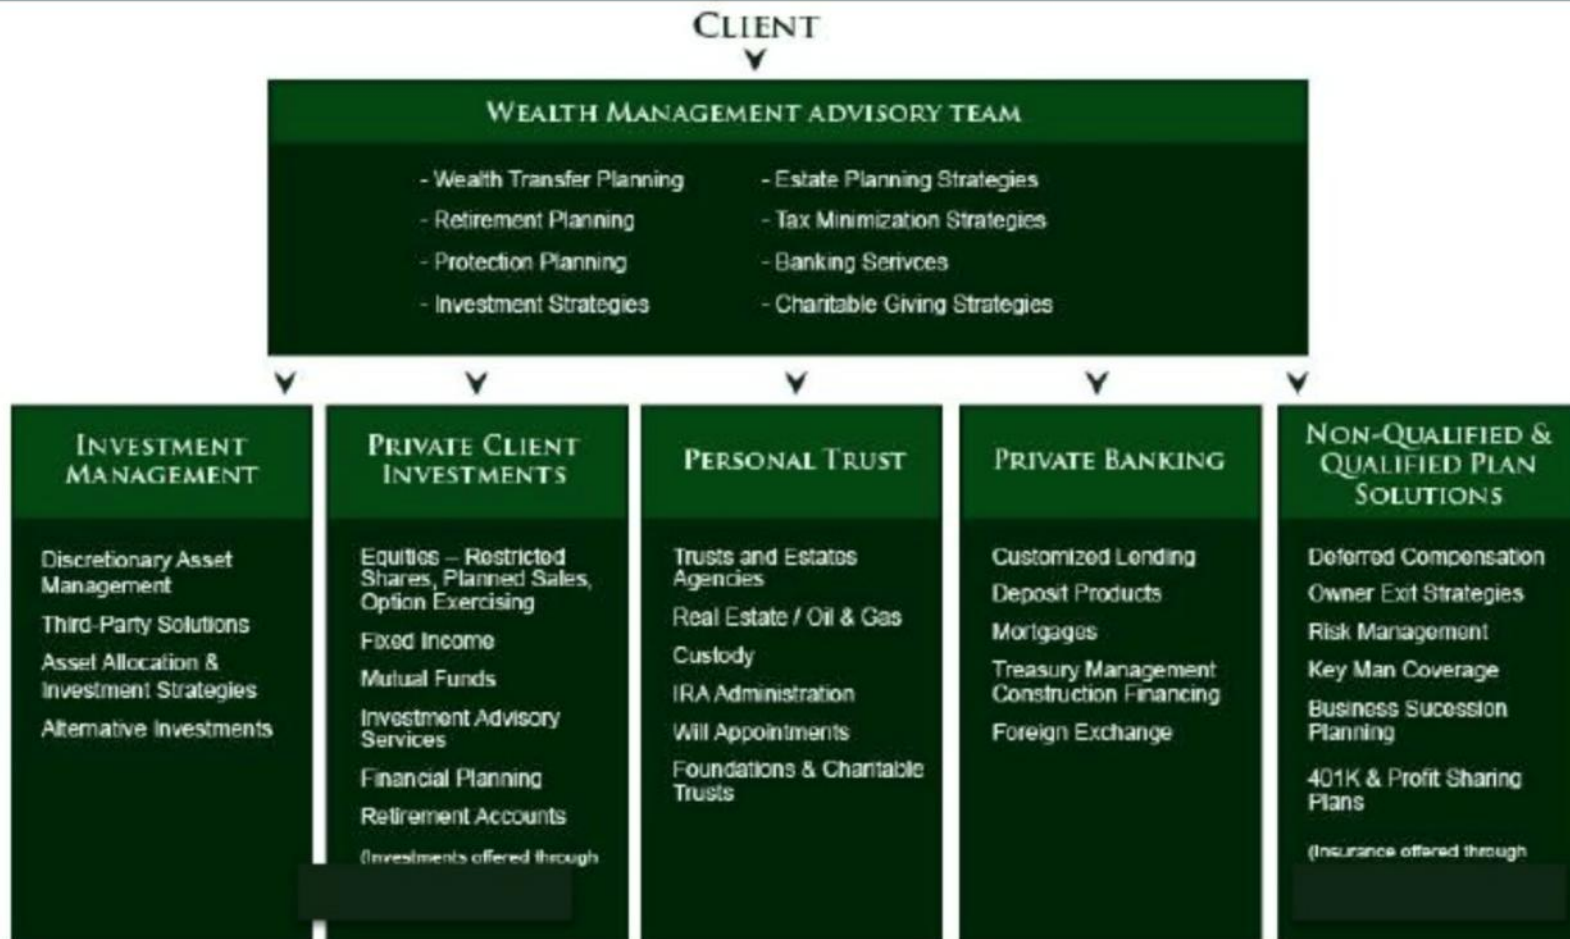 CLIENT
WEALTH MANAGEMENT ADVISORY TEAM
- Wealth Transfer Planning
- Retirement Planning
- Protection Planning
- Investment Strategies
- Estate Planning Strategies
- Tax Minimization Strategies
- Banking Serivces
- Charitable Giving Strategies
INVESTMENT
MANAGEMENT
Discretionary Asset
Management
Third-Party Solutions
Asset Allocation &
Investment Strategies
Alternative Investments
PRIVATE CLIENT
INVESTMENTS
Equities – Restricted
Shares, Planned Sales,
Option Exercising
Fixed Income
Mutual Funds
Investment Advisory
Services
Financial Planning
Retirement Accounts
(Investments offered through
PERSONAL TRUST
Trusts and Estates
Agencies
Real Estate / Oil & Gas
Custody
IRA Administration
Will Appointments
Foundations & Charitable
Trusts
PRIVATE BANKING
Customized Lending
Deposit Products
Mortgages
Treasury Management
Construction Financing
Foreign Exchange
NON-QUALIFIED &
QUALIFIED PLAN
SOLUTIONS
Deferred Compensation
Owner Exit Strategies
Risk Management
Key Man Coverage
Business Sucession
Planning
401K & Profit Sharing
Plans
(Insurance offered through